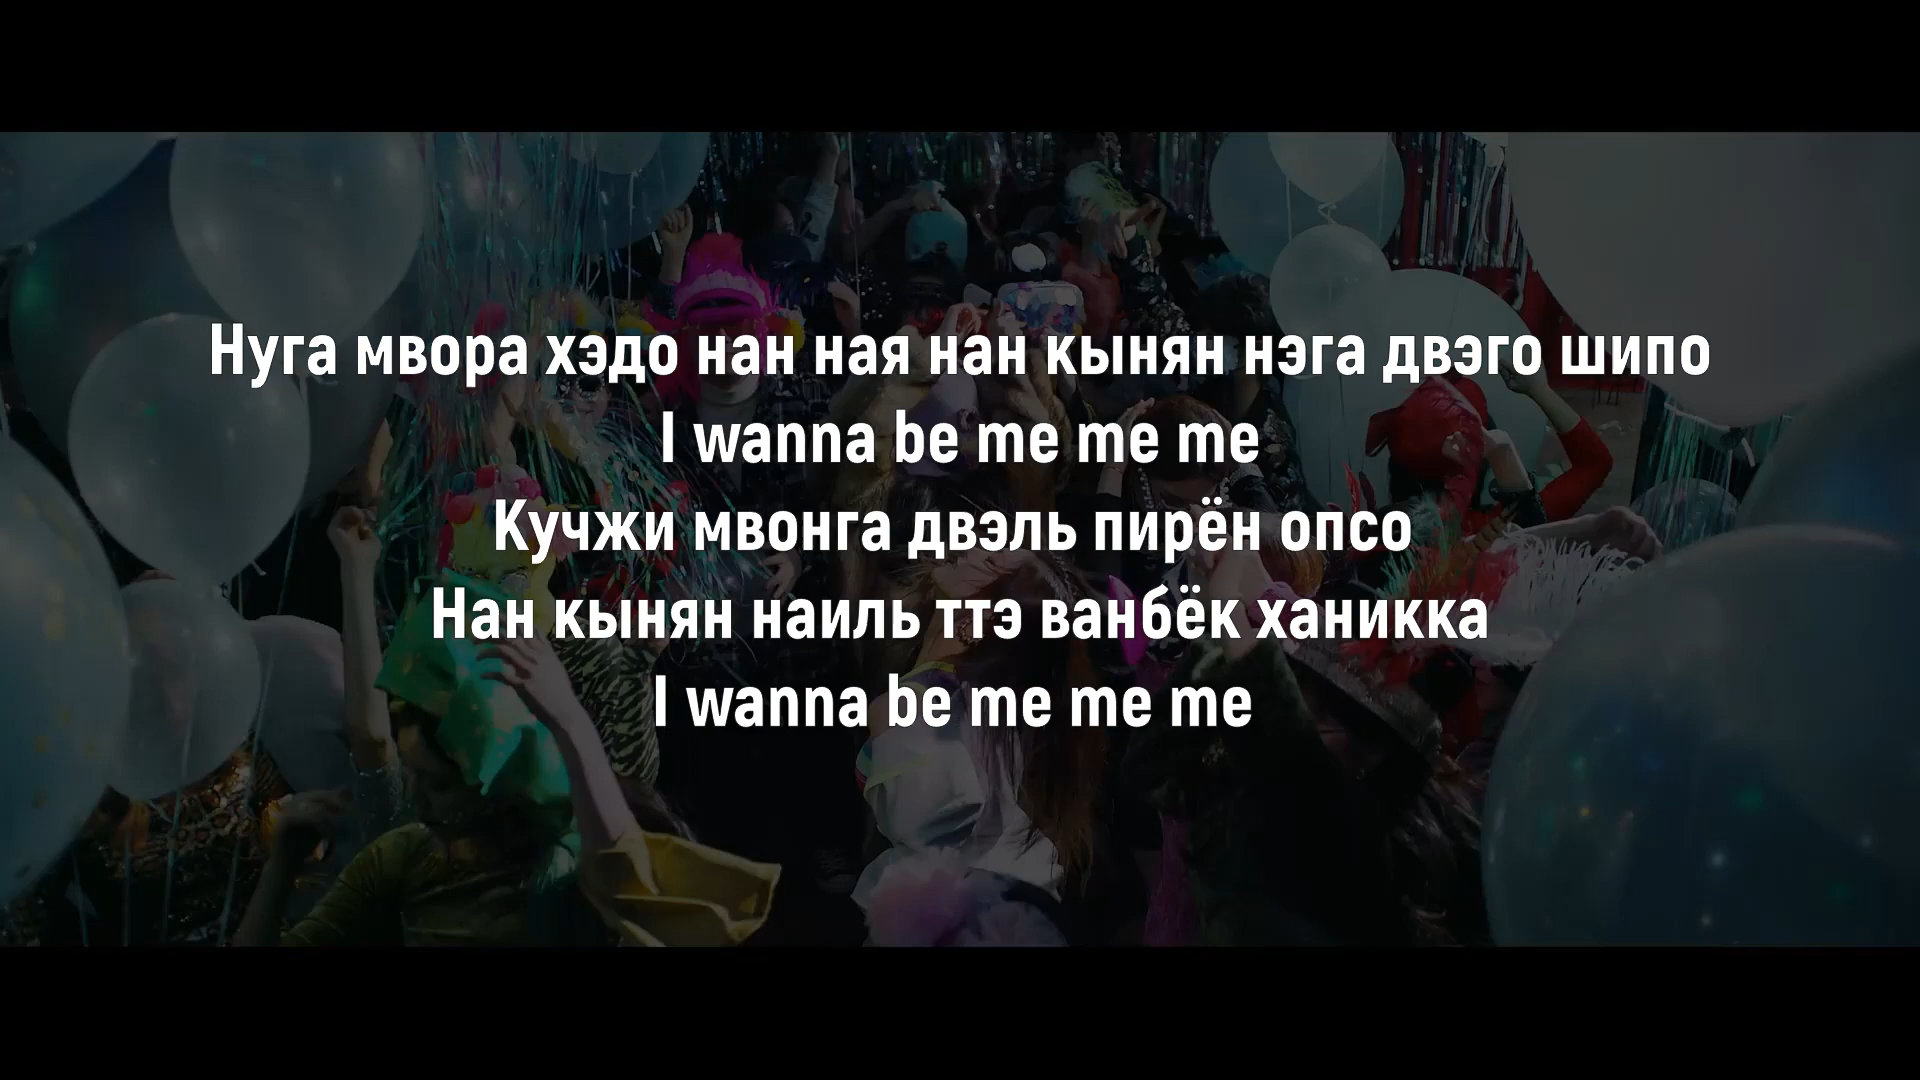 Нуга мвора хэдо нан ная нан кынян нэга двэго шипо
I wanna be me me me
Кучжи мвонга двэль пирён опсо
Нан кынян наиль ттэ ванбёк ханикка
I wanna be me me me